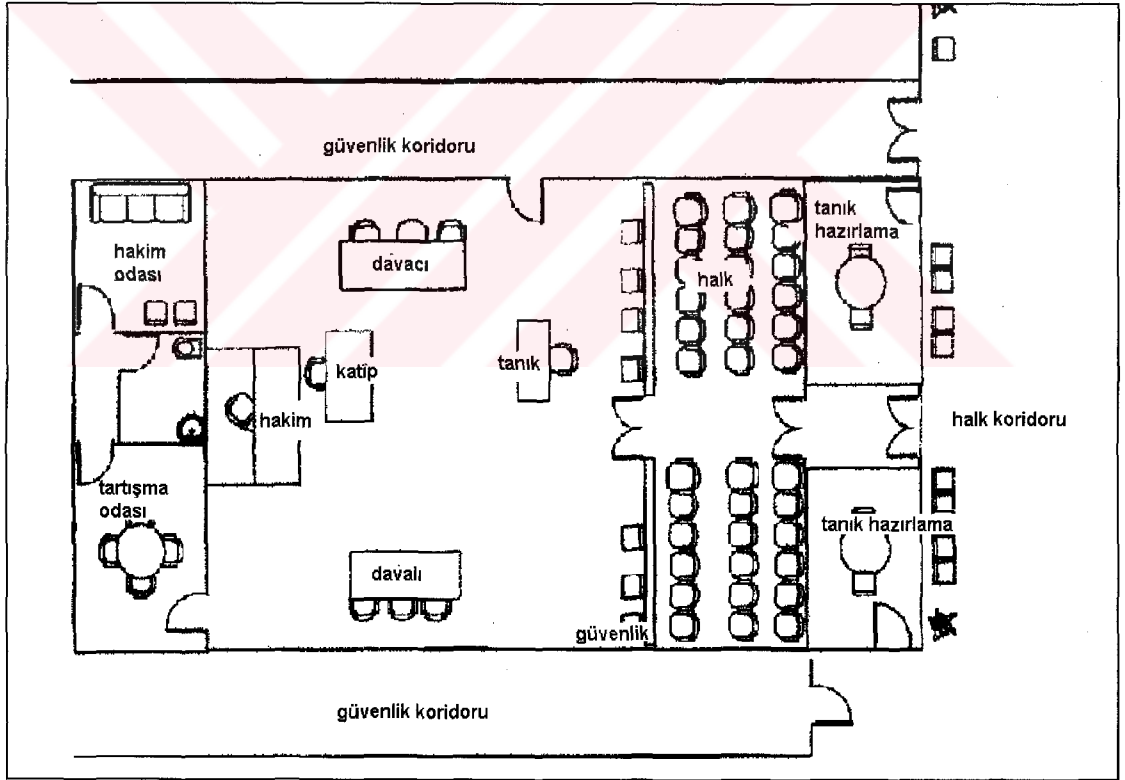 güvenlik koridoru
hakim
odası
davacı
halk
tanık
hazırlama
katip
tanık
hakim
halk koridoru
tartışma
odası
davalı
tanık hazırlama
güvenlik
güvenlik koridoru